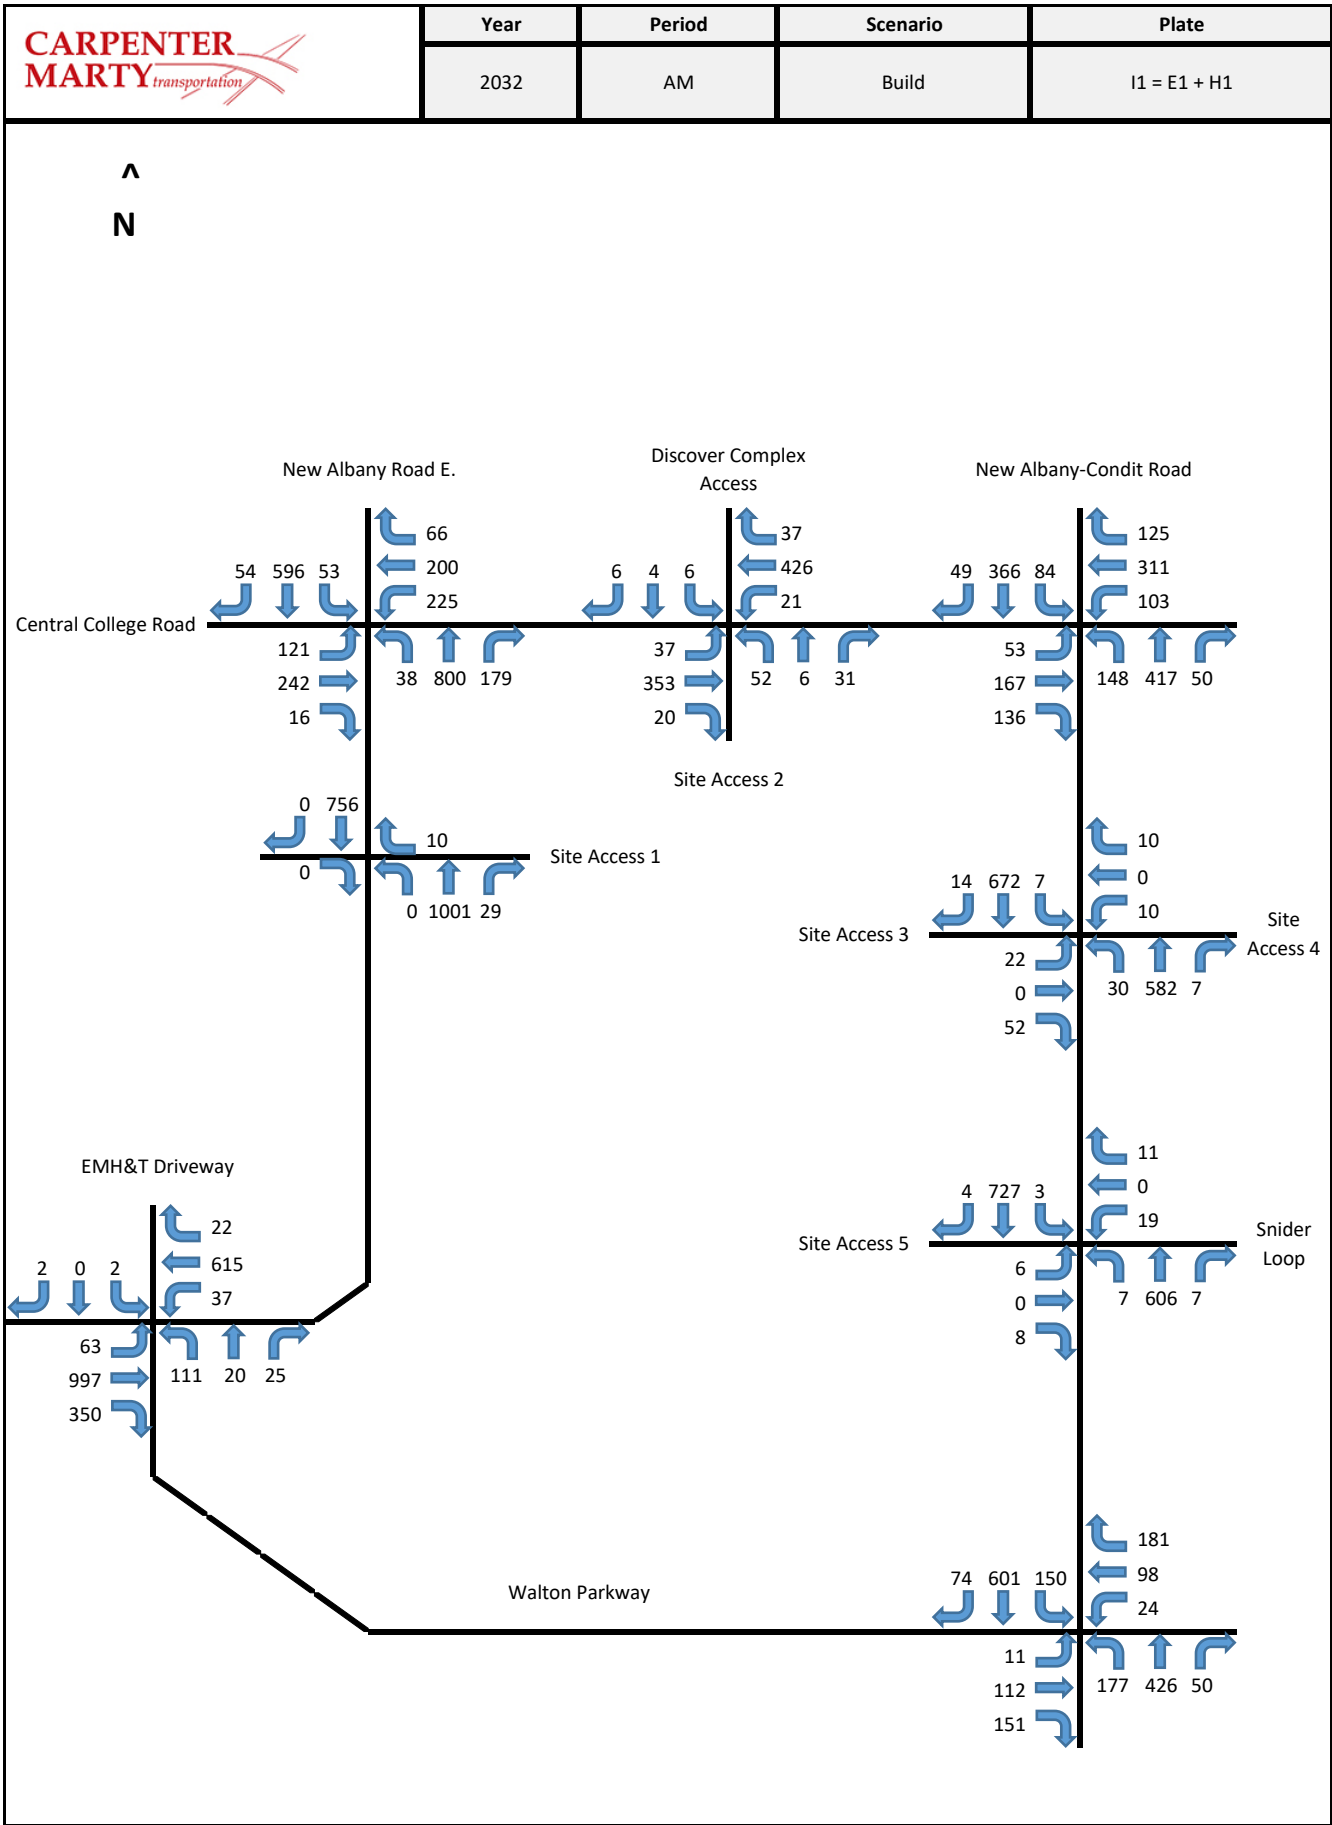 CARPENTER
MARTY transportation
Year Period Scenario Plate
2032 AM Build I1 = E1 + H1
^
N
New Albany Road E.
Discover Complex
Access
New Albany-Condit Road
Central College Road
66
200
225
54 596 53
121
242
16
38 800 179
37
426
21
6 4 6
37
353
20
52 6 31
125
311
103
49 366 84
53
167
136
148 417 50
Site Access 2
0 756
10
0
0 1001 29
Site Access 1
10
0
10
14 672 7
Site Access 3
Site
Access 4
22
0
52
30 582 7
11
0
19
4 727 3
Site Access 5
Snider
Loop
6
0
8
7 606 7
EMH&T Driveway
22
615
37
2 0 2
63
997
350
111 20 25
Walton Parkway
181
98
24
74 601 150
11
112
151
177 426 50